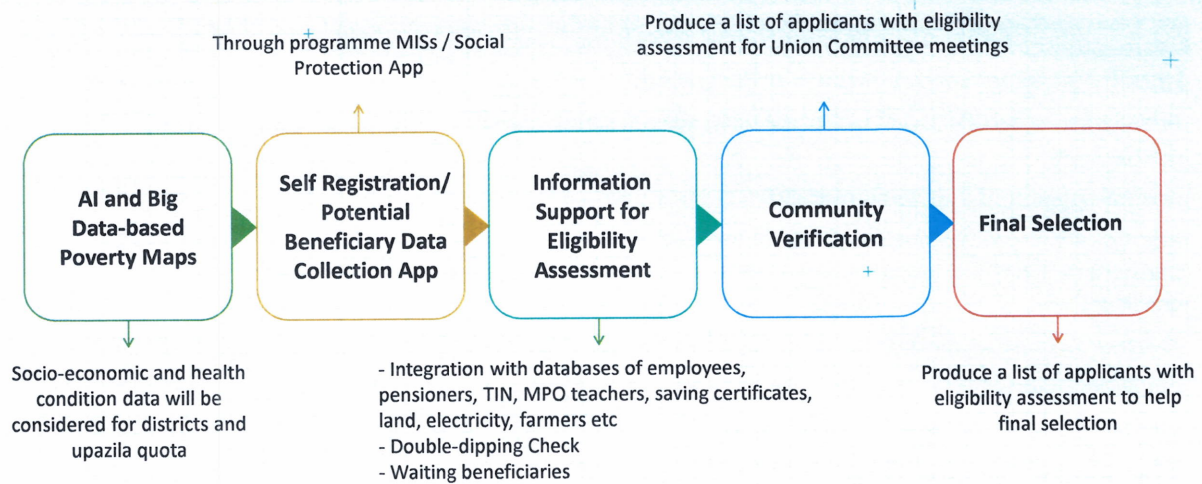 Through programme MISs / Social
Protection App
Produce a list of applicants with eligibility
assessment for Union Committee meetings
AI and Big
Data-based
Poverty Maps
Self Registration/
Potential
Beneficiary Data
Collection App
Information
Support for
Eligibility
Assessment
Community
Verification
Final Selection
Socio-economic and health
condition data will be
considered for districts and
upazila quota
- Integration with databases of employees,
pensioners, TIN, MPO teachers, saving certificates,
land, electricity, farmers etc
- Double-dipping Check
- Waiting beneficiaries
Produce a list of applicants with
eligibility assessment to help
final selection